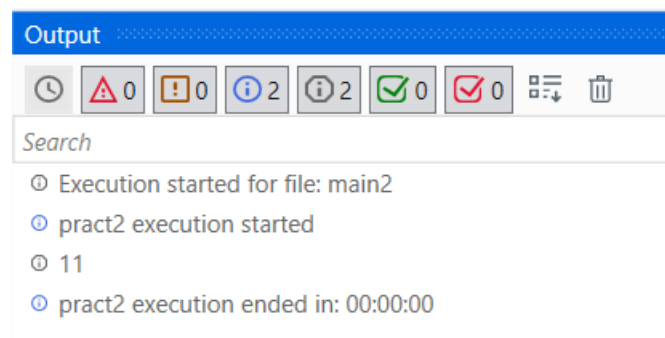 Output
0 0 2 2 0 0
Search
Execution started for file: main2
pract2 execution started
11
pract2 execution ended in: 00:00:00